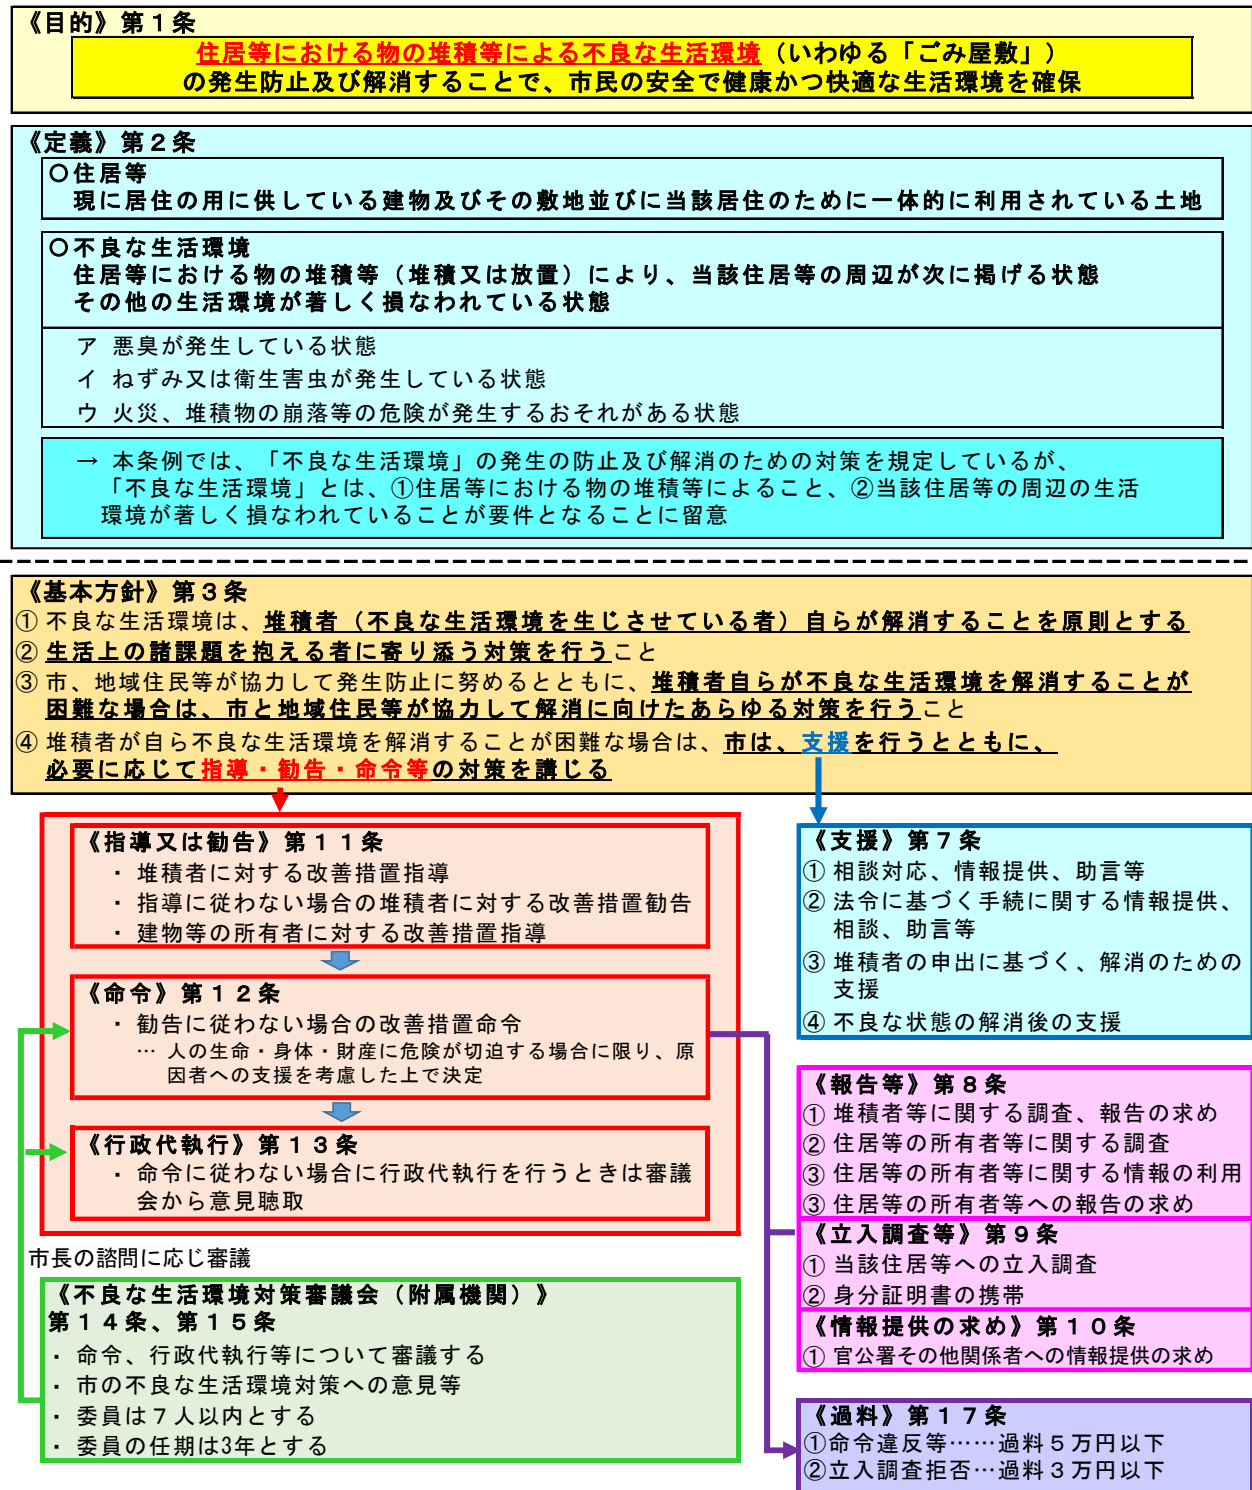 《目的》第１条
住居等における物の堆積等による不良な生活環境（いわゆる「ごみ屋敷」）
の発生防止及び解消することで、市民の安全で健康かつ快適な生活環境を確保
《定義》第２条
○住居等
現に居住の用に供している建物及びその敷地並びに当該居住のために一体的に利用されている土地
○不良な生活環境
住居等における物の堆積等（堆積又は放置）により、当該住居等の周辺が次に掲げる状態
その他の生活環境が著しく損なわれている状態
ア 悪臭が発生している状態
イ ねずみ又は衛生害虫が発生している状態
ウ 火災、堆積物の崩落等の危険が発生するおそれがある状態
→ 本条例では、「不良な生活環境」の発生の防止及び解消のための対策を規定しているが、
「不良な生活環境」とは、①住居等における物の堆積等によること、②当該住居等の周辺の生活
環境が著しく損なわれていることが要件となることに留意
《基本方針》第３条
① 不良な生活環境は、堆積者（不良な生活環境を生じさせている者）自らが解消することを原則とする
② 生活上の諸課題を抱える者に寄り添う対策を行うこと
③ 市、地域住民等が協力して発生防止に努めるとともに、堆積者自らが不良な生活環境を解消することが
困難な場合は、市と地域住民等が協力して解消に向けたあらゆる対策を行うこと
④ 堆積者が自ら不良な生活環境を解消することが困難な場合は、市は、支援を行うとともに、
必要に応じて指導・勧告・命令等の対策を講じる
《指導又は勧告》第１１条
・ 堆積者に対する改善措置指導
・ 指導に従わない場合の堆積者に対する改善措置勧告
・ 建物等の所有者に対する改善措置指導
《命令》第１２条
・ 勧告に従わない場合の改善措置命令
… 人の生命・身体・財産に危険が切迫する場合に限り、原
因者への支援を考慮した上で決定
《行政代執行》第１３条
・ 命令に従わない場合に行政代執行を行うときは審議
会から意見聴取
市長の諮問に応じ審議
《不良な生活環境対策審議会（附属機関）》
第１４条、第１５条
・ 命令、行政代執行等について審議する
・ 市の不良な生活環境対策への意見等
・ 委員は７人以内とする
・ 委員の任期は3年とする
《支援》第７条
① 相談対応、情報提供、助言等
② 法令に基づく手続に関する情報提供、
相談、助言等
③ 堆積者の申出に基づく、解消のための
支援
④ 不良な状態の解消後の支援
《報告等》第８条
① 堆積者等に関する調査、報告の求め
② 住居等の所有者等に関する調査
③ 住居等の所有者等に関する情報の利用
③ 住居等の所有者等への報告の求め
《立入調査等》第９条
① 当該住居等への立入調査
② 身分証明書の携帯
《情報提供の求め》第１０条
① 官公署その他関係者への情報提供の求め
《過料》第１７条
①命令違反等……過料５万円以下
②立入調査拒否…過料３万円以下